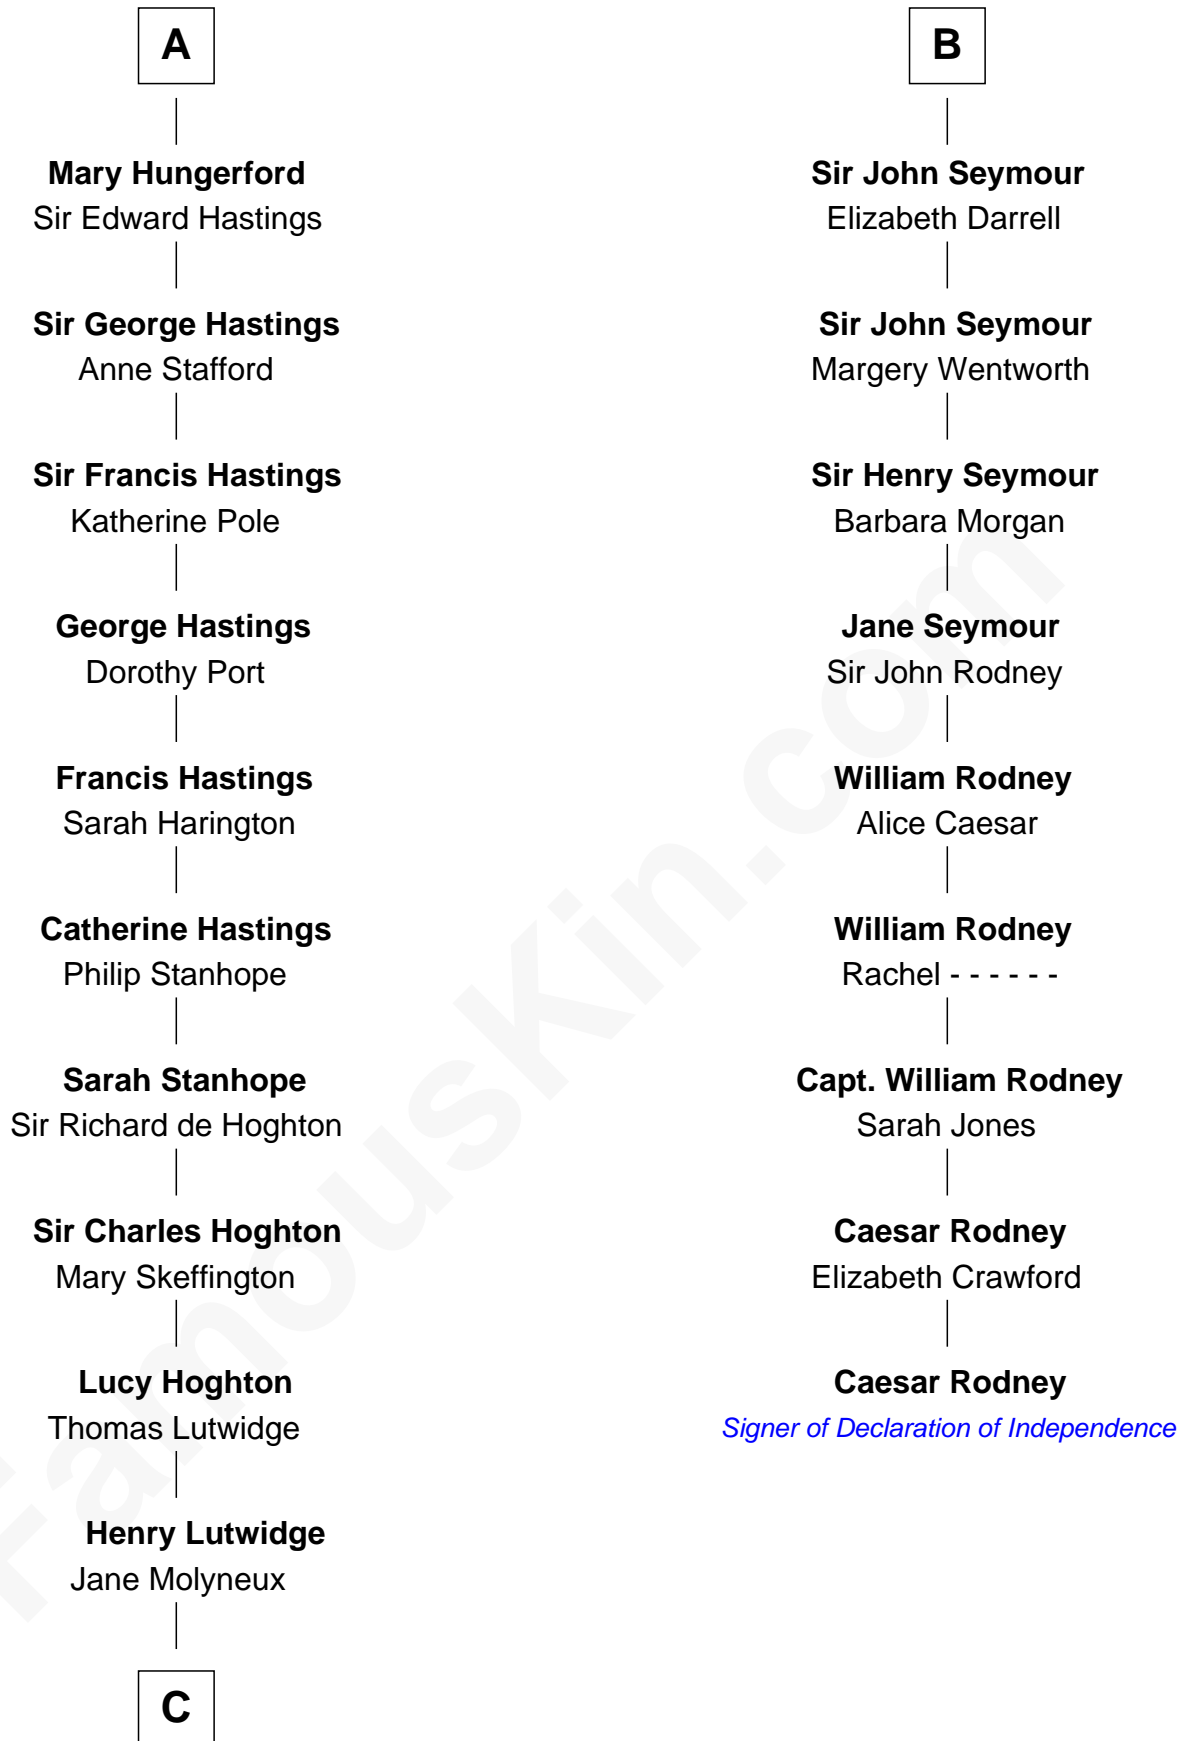 A
Mary Hungerford
Sir Edward Hastings
Sir George Hastings
Anne Stafford
Sir Francis Hastings
Katherine Pole
George Hastings
Dorothy Port
Francis Hastings
Sarah Harington
Catherine Hastings
Philip Stanhope
Sarah Stanhope
Sir Richard de Hoghton
Sir Charles Hoghton
Mary Skeffington
Lucy Hoghton
Thomas Lutwidge
Henry Lutwidge
Jane Molyneux
C
B
Sir John Seymour
Elizabeth Darrell
Sir John Seymour
Margery Wentworth
Sir Henry Seymour
Barbara Morgan
Jane Seymour
Sir John Rodney
William Rodney
Alice Caesar
William Rodney
Rachel - - - - - -
Capt. William Rodney
Sarah Jones
Caesar Rodney
Elizabeth Crawford
Caesar Rodney
Signer of Declaration of Independence
FamousKin.com